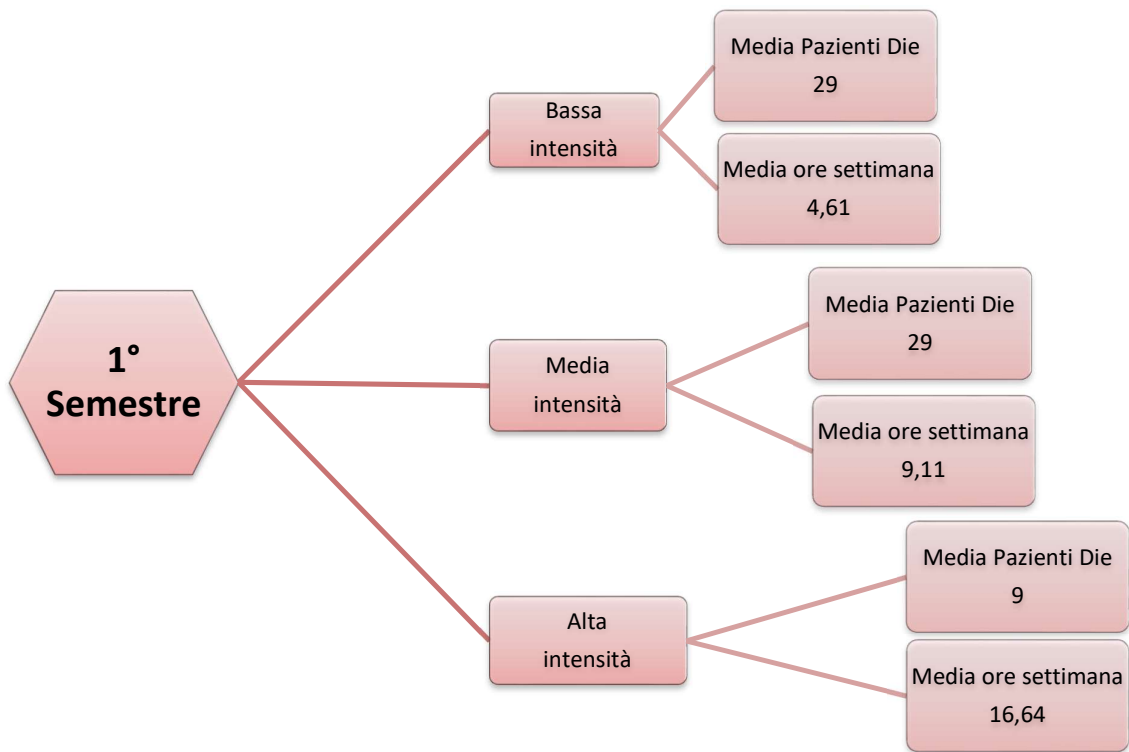 1°
Semestre
Bassa
intensità
Media Pazienti Die
29
Media ore settimana
4,61
Media
intensità
Media Pazienti Die
29
Media ore settimana
9,11
Alta
intensità
Media Pazienti Die
9
Media ore settimana
16,64